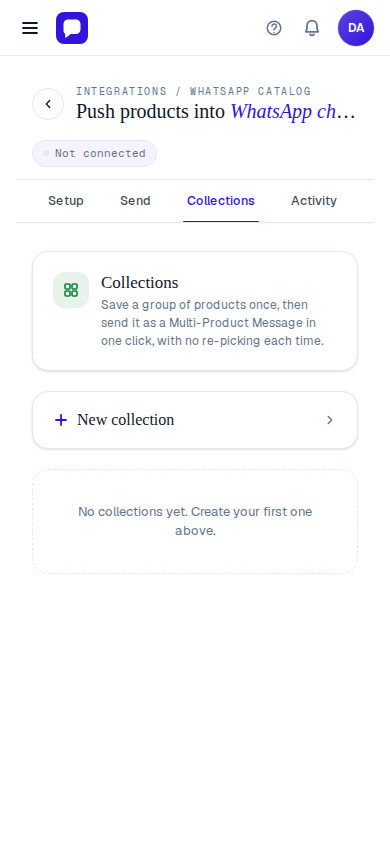 DA
INTEGRATIONS / WHATSAPP CATALOG
Push products into WhatsApp ch...
Not connected
Setup Send Collections Activity
Collections
Save a group of products once, then
send it as a Multi-Product Message in
one click, with no re-picking each time.
New collection
No collections yet. Create your first one
above.